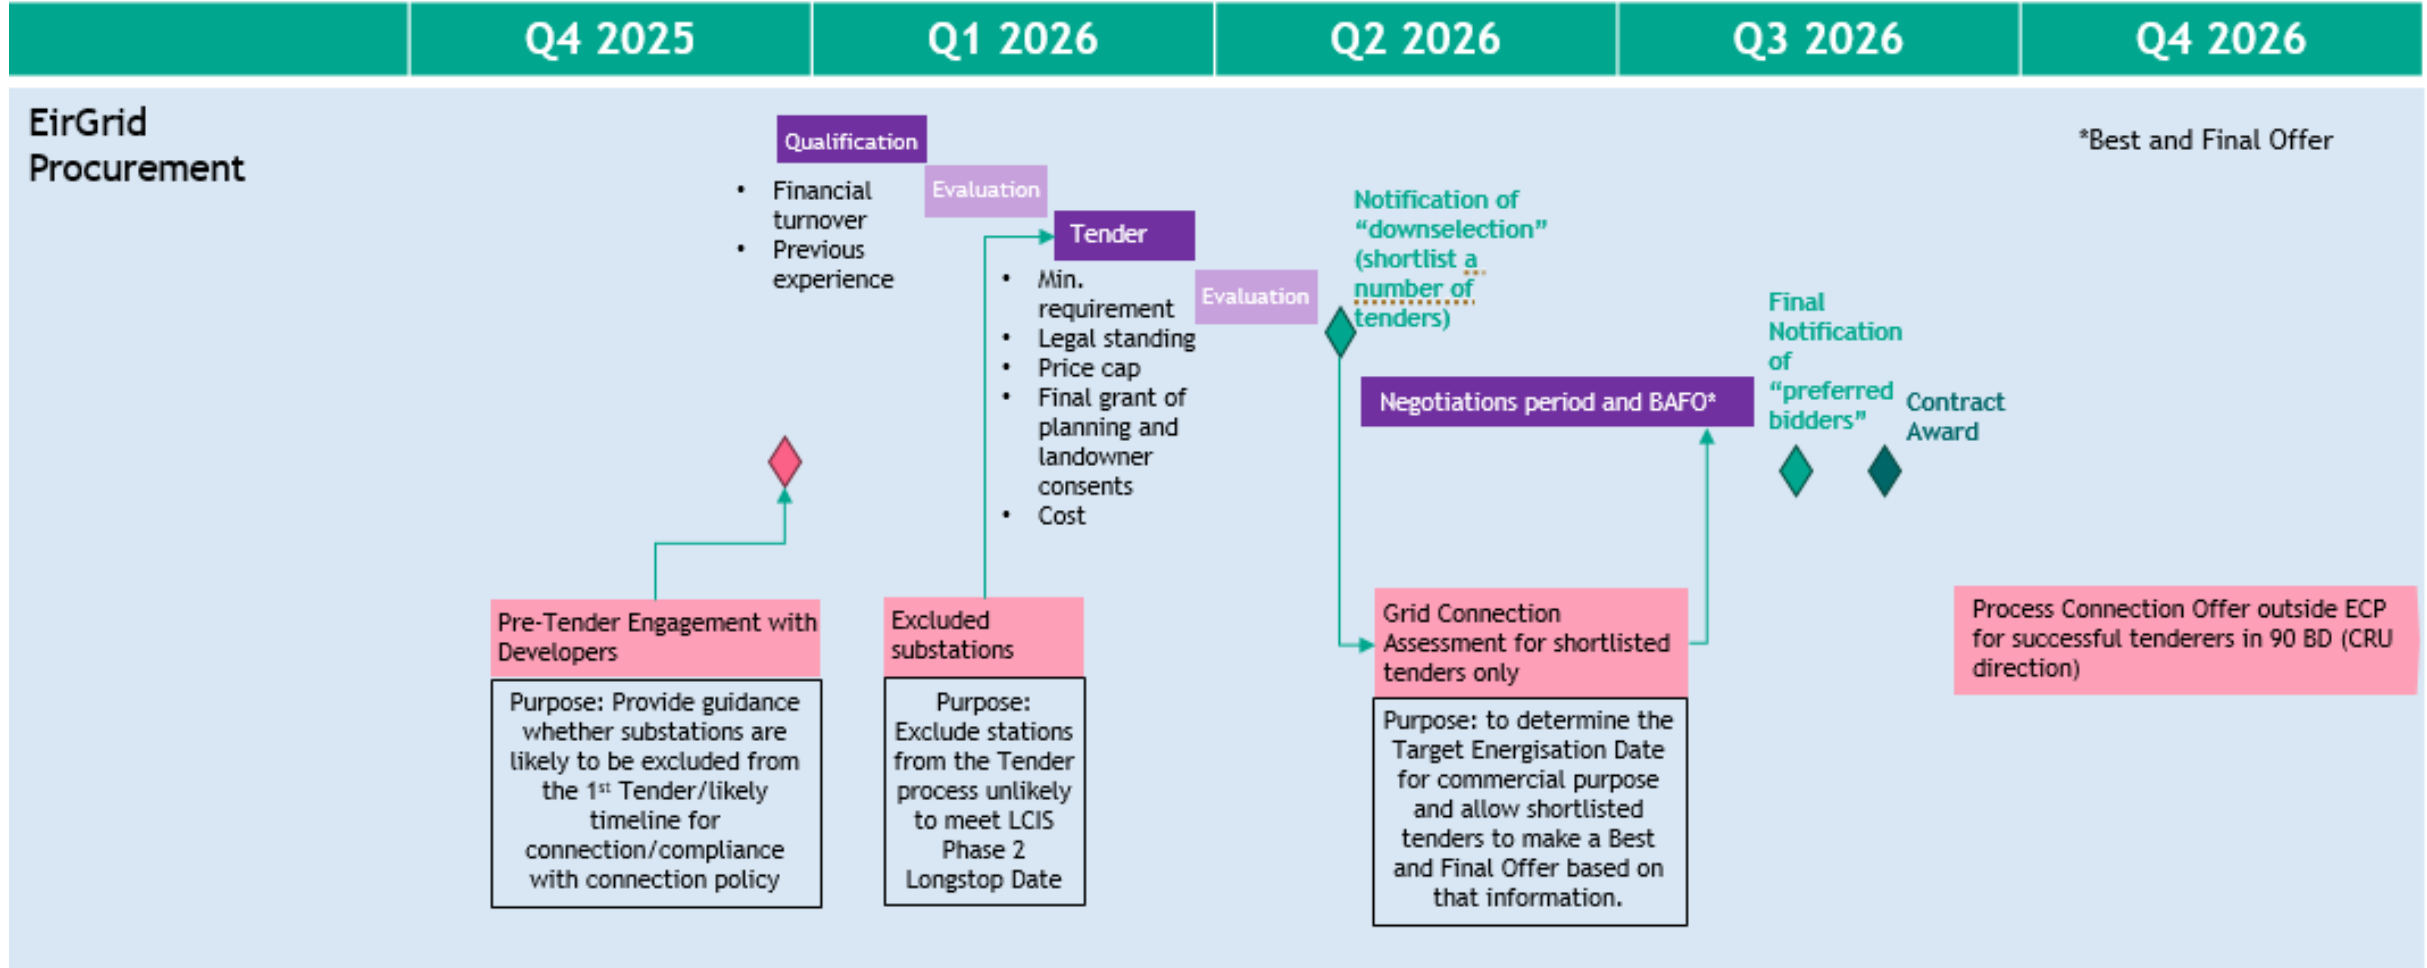 Q4 2025
Q1 2026
Q2 2026
Q3 2026
Q4 2026
EirGrid
Procurement
*Best and Final Offer
Qualification
• Financial
turnover
• Previous
experience
Evaluation
Tender
• Min.
requirement
• Legal standing
• Price cap
• Final grant of
planning and
landowner
consents
• Cost
Evaluation
Notification of
“downselection”
(shortlist a
number of
tenders)
Negotiations period and BAFO*
Final
Notification
of
“preferred
bidders”
Contract
Award
Pre-Tender Engagement with
Developers
Purpose: Provide guidance
whether substations are
likely to be excluded from
the 1st Tender/likely
timeline for
connection/compliance
with connection policy
Excluded
substations
Purpose:
Exclude stations
from the Tender
process unlikely
to meet LCIS
Phase 2
Longstop Date
Grid Connection
Assessment for shortlisted
tenders only
Purpose: to determine the
Target Energisation Date
for commercial purpose
and allow shortlisted
tenders to make a Best
and Final Offer based on
that information.
Process Connection Offer outside ECP
for successful tenderers in 90 BD (CRU
direction)